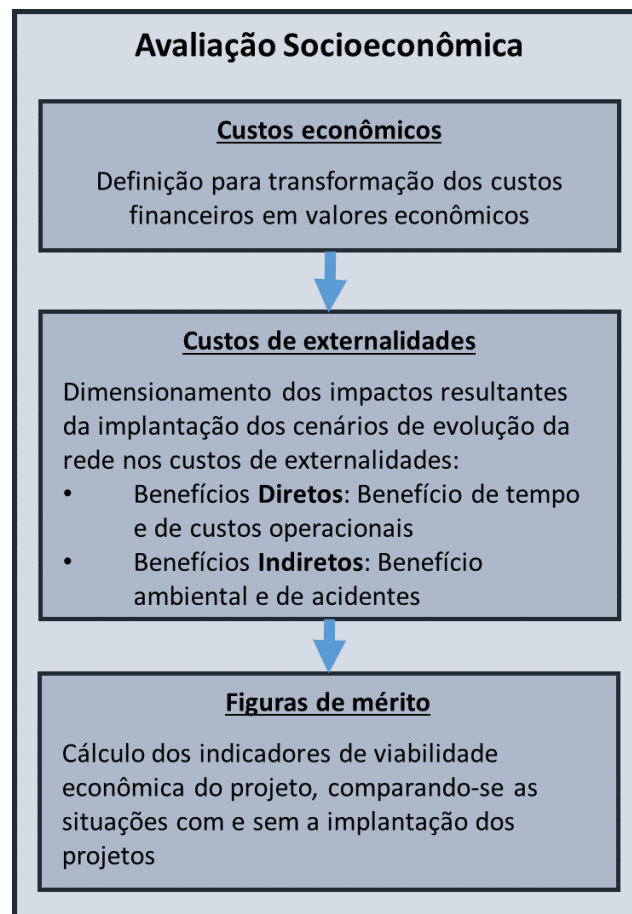 Avaliação Socioeconômica
Custos econômicos
Definição para transformação dos custos
financeiros em valores econômicos
Custos de externalidades
Dimensionamento dos impactos resultantes
da implantação dos cenários de evolução da
rede nos custos de externalidades:
• Benefícios Diretos: Benefício de tempo
e de custos operacionais
• Benefícios Indiretos: Benefício
ambiental e de acidentes
Figuras de mérito
Cálculo dos indicadores de viabilidade
econômica do projeto, comparando-se as
situações com e sem a implantação dos
projetos